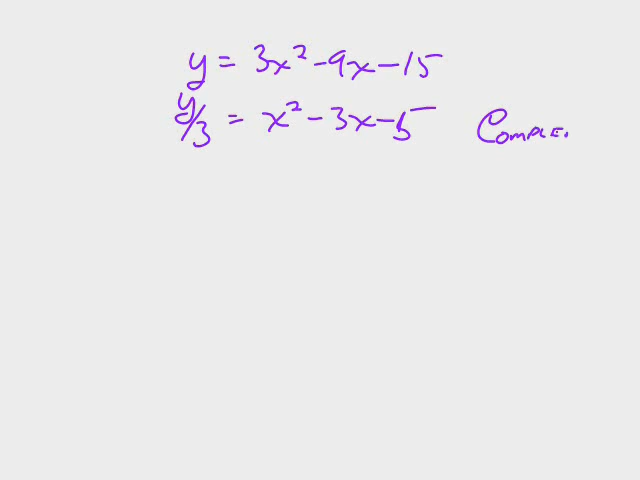 y = 3x² - 9x - 15
y/3 = x² - 3x - 5 Comple.